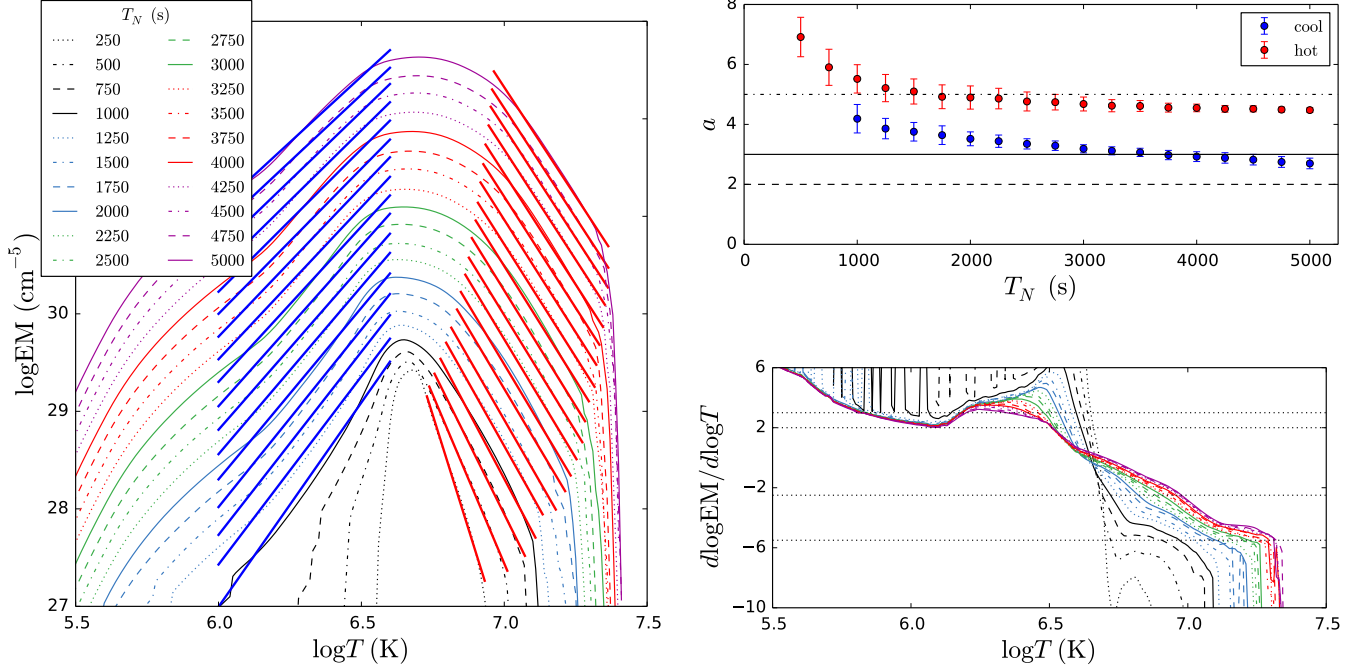 T_N (s)
250 2750
500 3000
750 3250
1000 3500
1250 3750
1500 4000
1750 4250
2000 4500
2250 4750
2500 5000
logEM (cm⁻⁵)
30
29
28
27
5.5 6.0 6.5 7.0 7.5
logT (K)
8
6
4
2
0
a
cool
hot
0 1000 2000 3000 4000 5000
T_N (s)
6
2
−2
−6
−10
dlogEM/dlogT
5.5 6.0 6.5 7.0 7.5
logT (K)